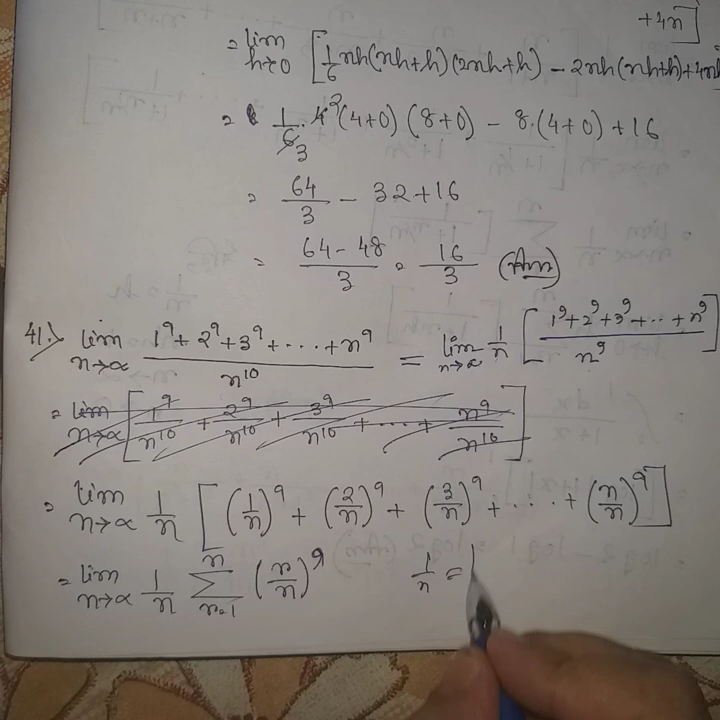 +4n]
= lim h→0 [1/6 nh(nh+h)(2nh+h) – 2nh(nh+h)+4nh
= 1/6 3 . 4 2 (4+0) (8+0) – 8.(4+0) +16
= 64/3 – 32+16
= 64–48/3 = 16/3 (Ans)
41.) lim n→∝ 1⁹+2⁹+3⁹+...+n⁹/n¹⁰ = lim n→∝ 1/n [1⁹+2⁹+3⁹+...+n⁹/n⁹]
= lim n→∝ [1⁹/n¹⁰ + 2⁹/n¹⁰ + 3⁹/n¹⁰ + ... + n⁹/n¹⁰]
= lim n→∝ 1/n [(1/n)⁹ + (2/n)⁹ + (3/n)⁹ + ... + (n/n)⁹]
= lim n→∝ 1/n n∑n=1 (n/n)⁹ 1/n =